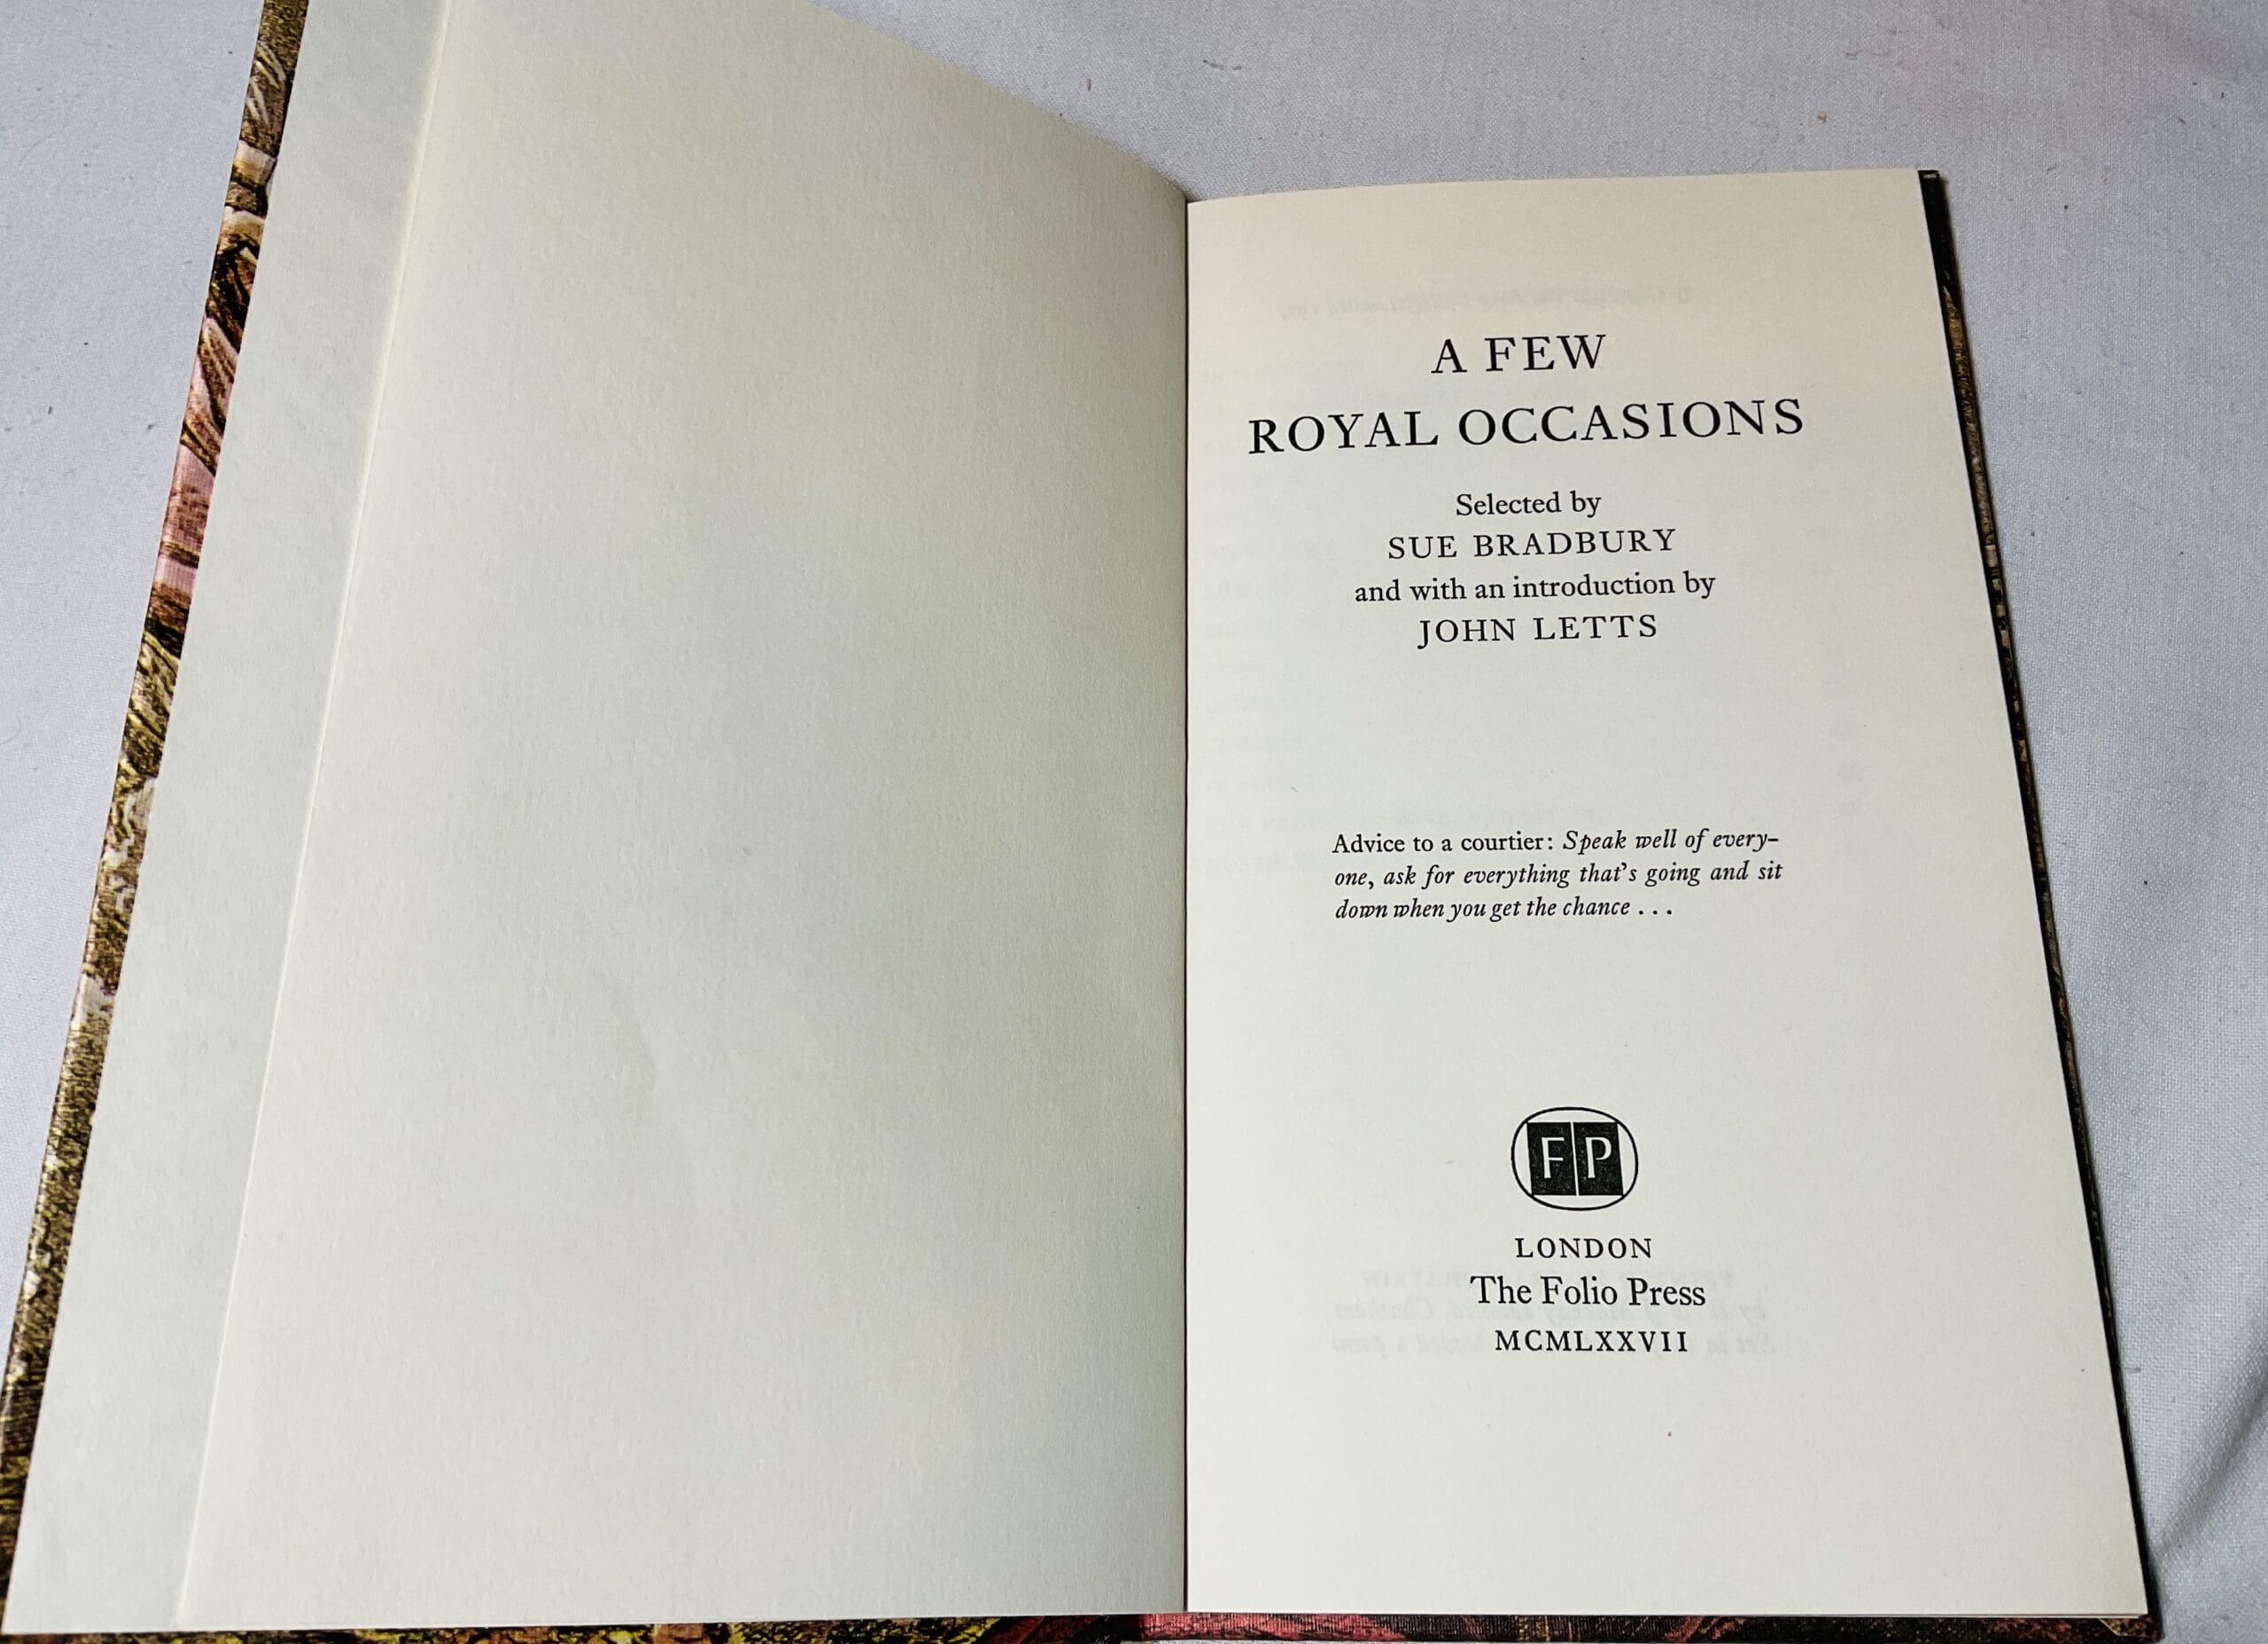 A FEW
ROYAL OCCASIONS
Selected by
SUE BRADBURY
and with an introduction by
JOHN LETTS
Advice to a courtier: Speak well of every-
one, ask for everything that's going and sit
down when you get the chance . . .
FP
LONDON
The Folio Press
MCMLXXVII